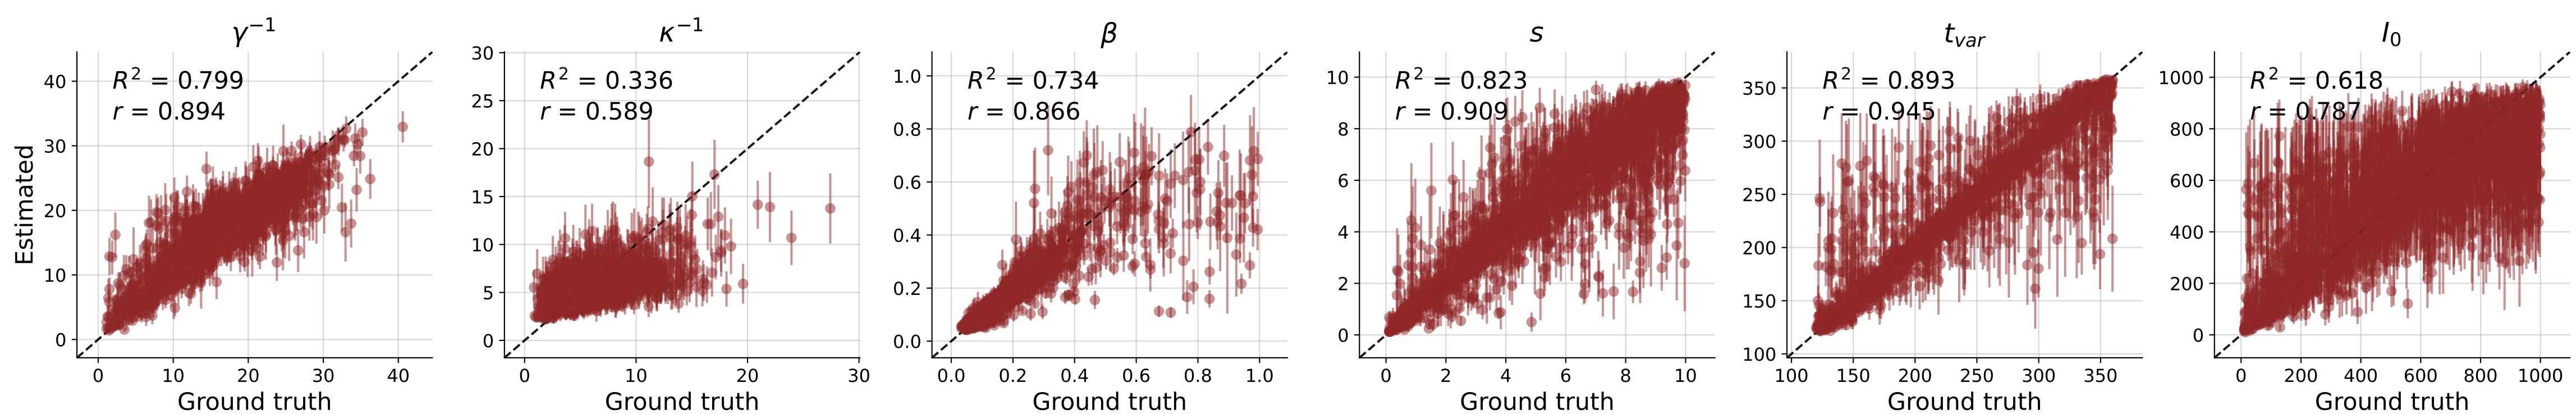 γ⁻¹
R² = 0.799
r = 0.894
40
30
20
10
0
0 10 20 30 40
Estimated
Ground truth
κ⁻¹
R² = 0.336
r = 0.589
30
25
20
15
10
5
0
0 10 20 30
Ground truth
β
R² = 0.734
r = 0.866
1.0
0.8
0.6
0.4
0.2
0.0
0.0 0.2 0.4 0.6 0.8 1.0
Ground truth
s
R² = 0.823
r = 0.909
10
8
6
4
2
0
0 2 4 6 8 10
Ground truth
t_var
R² = 0.893
r = 0.945
350
300
250
200
150
100
100 150 200 250 300 350
Ground truth
I₀
R² = 0.618
r = 0.787
1000
800
600
400
200
0
0 200 400 600 800 1000
Ground truth